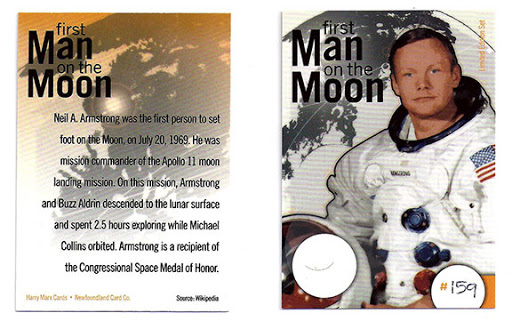 first
Man
on the
Moon
Neil A. Armstrong was the first person to set
foot on the Moon, on July 20, 1969. He was
mission commander of the Apollo 11 moon
landing mission. On this mission, Armstrong
and Buzz Aldrin descended to the lunar surface
and spent 2.5 hours exploring while Michael
Collins orbited. Armstrong is a recipient of
the Congressional Space Medal of Honor.
Harry Marx Cards • Newfoundland Card Co.
Source: Wikipedia
first
Man
on the
Moon
Limited Edition Set
ARMSTRONG
#159